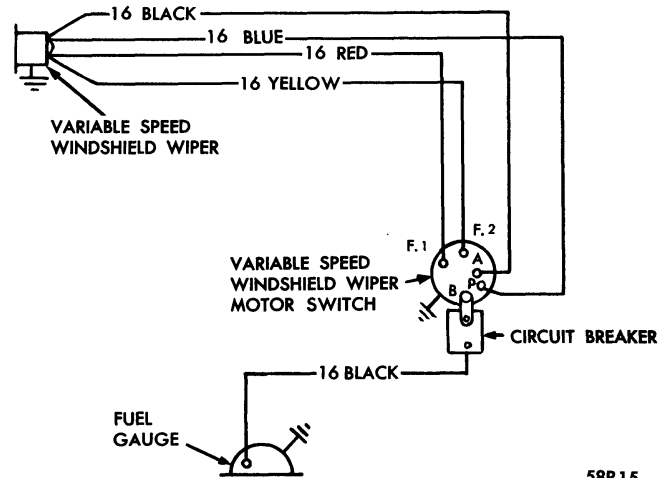 16 BLACK
16 BLUE
16 RED
16 YELLOW
VARIABLE SPEED
WINDSHIELD WIPER
F.1
F.2
A
P
B
VARIABLE SPEED
WINDSHIELD WIPER
MOTOR SWITCH
CIRCUIT BREAKER
16 BLACK
FUEL
GAUGE